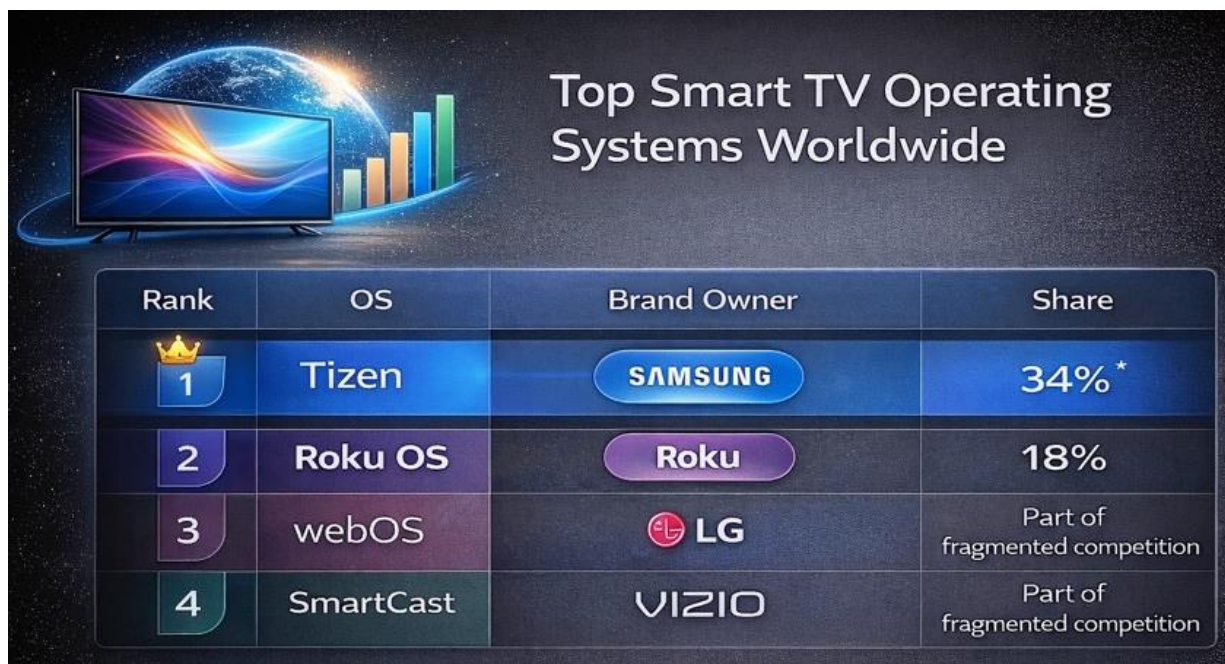 Top Smart TV Operating
Systems Worldwide
Rank OS Brand Owner Share
1 Tizen SAMSUNG 34%*
2 Roku OS Roku 18%
3 webOS LG Part of
fragmented competition
4 SmartCast VIZIO Part of
fragmented competition